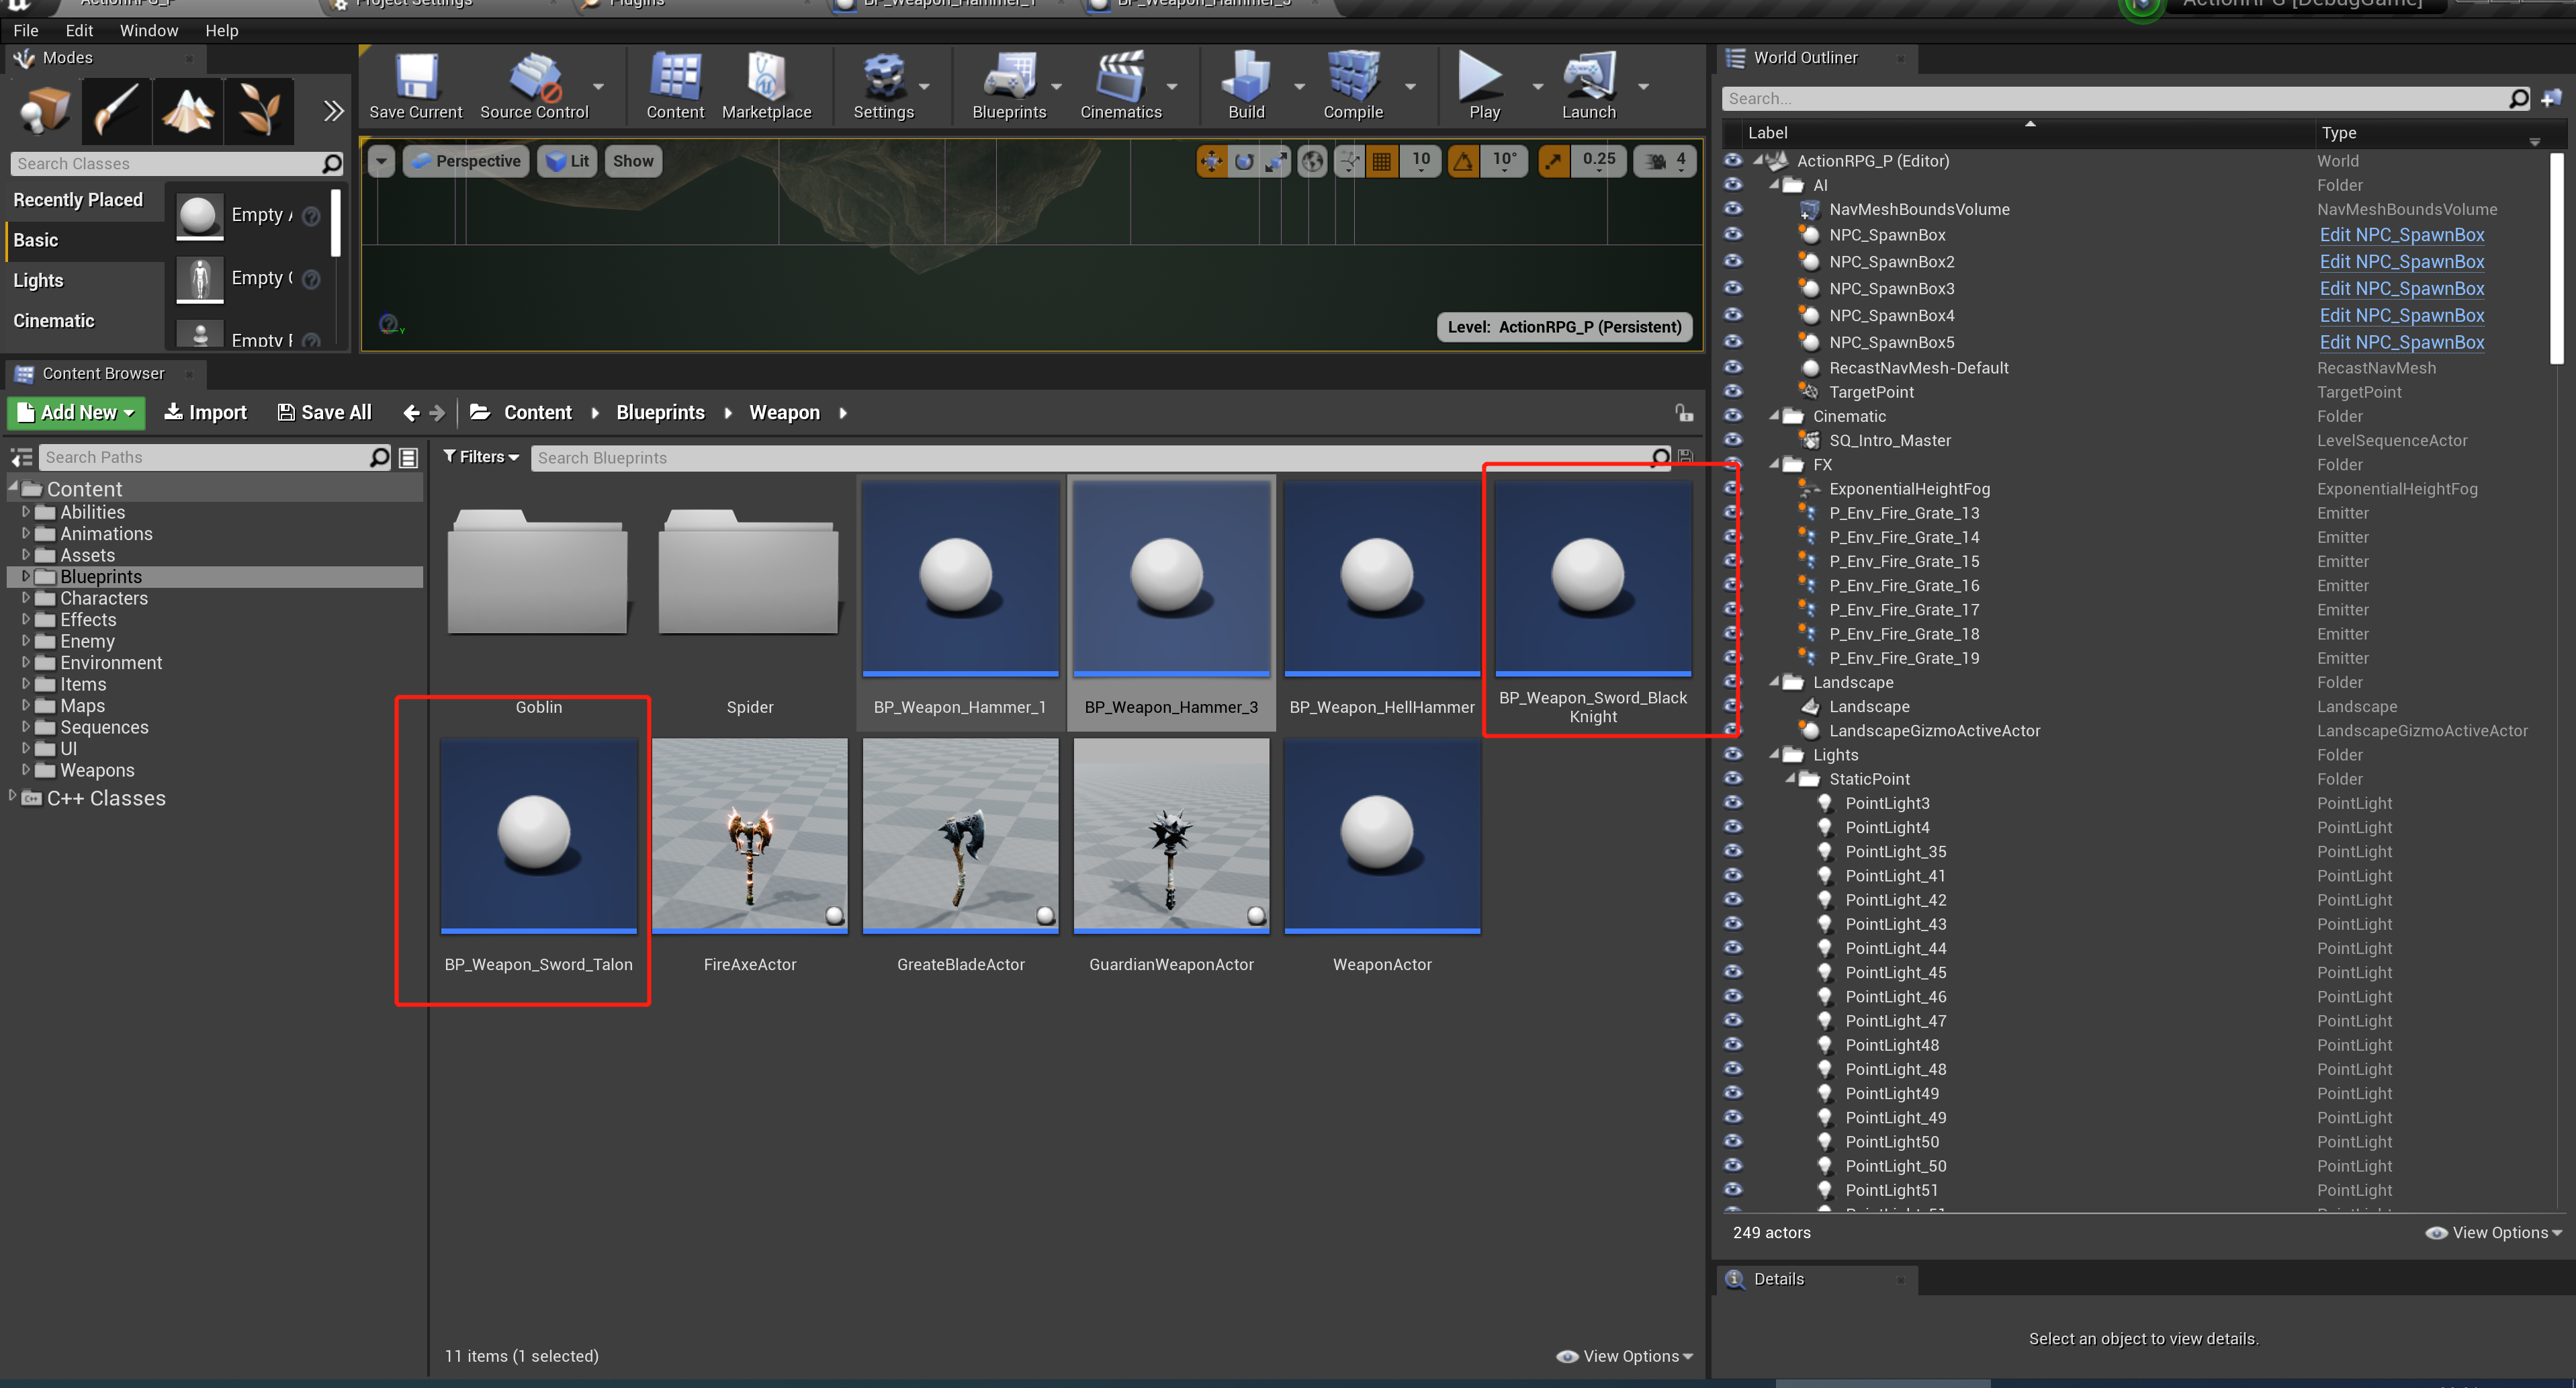 ActionRPG_P
Project Settings
Plugins
BP_Weapon_Hammer_1
BP_Weapon_Hammer_3
ActionRPG [DebugGame]
File Edit Window Help
Modes
Save Current
Source Control
Content
Marketplace
Settings
Blueprints
Cinematics
Build
Compile
Play
Launch
Search Classes
Recently Placed
Basic
Lights
Cinematic
Empty
Empty
Empty
Perspective
Lit
Show
10
10°
0.25
4
Y
Level: ActionRPG_P (Persistent)
Content Browser
Add New
Import
Save All
Content
Blueprints
Weapon
Search Paths
Filters
Search Blueprints
Content
Abilities
Animations
Assets
Blueprints
Characters
Effects
Enemy
Environment
Items
Maps
Sequences
UI
Weapons
C++ Classes
Goblin
Spider
BP_Weapon_Hammer_1
BP_Weapon_Hammer_3
BP_Weapon_HellHammer
BP_Weapon_Sword_Black
Knight
BP_Weapon_Sword_Talon
FireAxeActor
GreateBladeActor
GuardianWeaponActor
WeaponActor
11 items (1 selected)
View Options
World Outliner
Search...
Label Type
ActionRPG_P (Editor) World
AI Folder
NavMeshBoundsVolume NavMeshBoundsVolume
NPC_SpawnBox Edit NPC_SpawnBox
NPC_SpawnBox2 Edit NPC_SpawnBox
NPC_SpawnBox3 Edit NPC_SpawnBox
NPC_SpawnBox4 Edit NPC_SpawnBox
NPC_SpawnBox5 Edit NPC_SpawnBox
RecastNavMesh-Default RecastNavMesh
TargetPoint TargetPoint
Cinematic Folder
SQ_Intro_Master LevelSequenceActor
FX Folder
ExponentialHeightFog ExponentialHeightFog
P_Env_Fire_Grate_13 Emitter
P_Env_Fire_Grate_14 Emitter
P_Env_Fire_Grate_15 Emitter
P_Env_Fire_Grate_16 Emitter
P_Env_Fire_Grate_17 Emitter
P_Env_Fire_Grate_18 Emitter
P_Env_Fire_Grate_19 Emitter
Landscape Folder
Landscape Landscape
LandscapeGizmoActiveActor LandscapeGizmoActiveActor
Lights Folder
StaticPoint Folder
PointLight3 PointLight
PointLight4 PointLight
PointLight_35 PointLight
PointLight_41 PointLight
PointLight_42 PointLight
PointLight_43 PointLight
PointLight_44 PointLight
PointLight_45 PointLight
PointLight_46 PointLight
PointLight_47 PointLight
PointLight48 PointLight
PointLight_48 PointLight
PointLight49 PointLight
PointLight_49 PointLight
PointLight50 PointLight
PointLight_50 PointLight
PointLight51 PointLight
249 actors
View Options
Details
Select an object to view details.